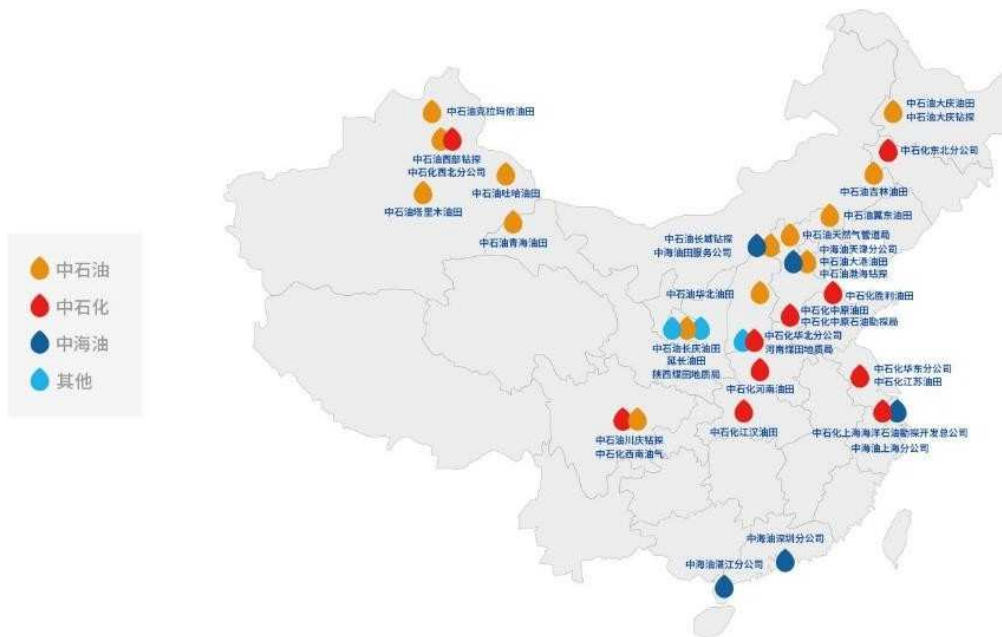 中石油
中石化
中海油
其他
中石油克拉玛依油田
中石油西部钻探
中石化西北分公司
中石油吐哈油田
中石油塔里木油田
中石油青海油田
中石油大庆油田
中石油大庆钻探
中石化东北分公司
中石油吉林油田
中石油冀东油田
中石油天然气管道局
中石油长城钻探
中海油田服务公司
中海油天津分公司
中石油大港油田
中石油渤海钻探
中石油华北油田
中石化胜利油田
中石化中原油田
中石化中原石油勘探局
中石油长庆油田
延长油田
陕西煤田地质局
中石化华北分公司
河南煤田地质局
中石化河南油田
中石化华东分公司
中石化江苏油田
中石化江汉油田
中石化上海海洋石油勘探开发总公司
中海油上海分公司
中石油川庆钻探
中石化西南油气
中海油深圳分公司
中海油湛江分公司